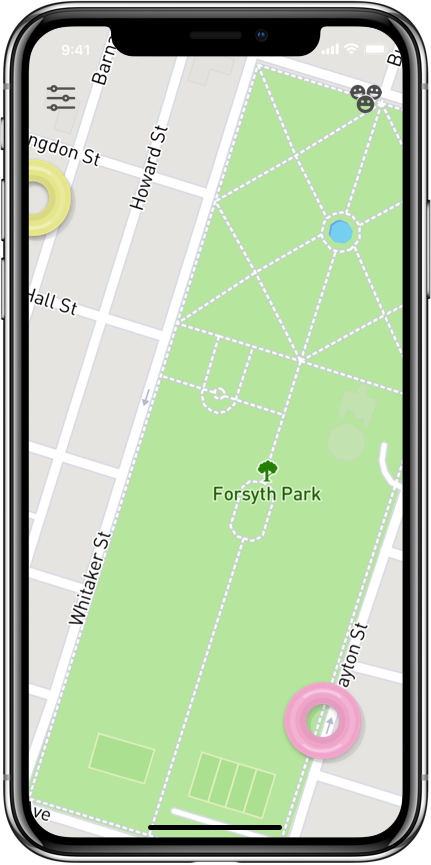 9:41
Barna
B
ngdon St
Howard St
Hall St
Forsyth Park
Whitaker St
ayton St
ve